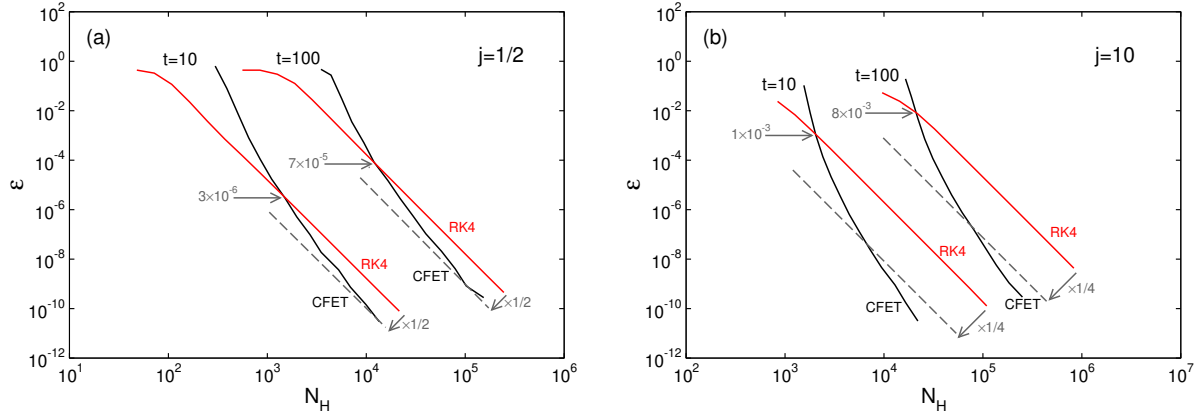 (a)
j=1/2
t=10
t=100
7×10⁻⁵
3×10⁻⁶
RK4
RK4
CFET
CFET
×1/2
×1/2
10²
10⁰
10⁻²
10⁻⁴
10⁻⁶
10⁻⁸
10⁻¹⁰
10⁻¹²
ε
10¹
10²
10³
10⁴
10⁵
10⁶
N_H
(b)
j=10
t=10
t=100
8×10⁻³
1×10⁻³
RK4
RK4
CFET
CFET
×1/4
×1/4
10²
10⁰
10⁻²
10⁻⁴
10⁻⁶
10⁻⁸
10⁻¹⁰
10⁻¹²
ε
10²
10³
10⁴
10⁵
10⁶
10⁷
N_H